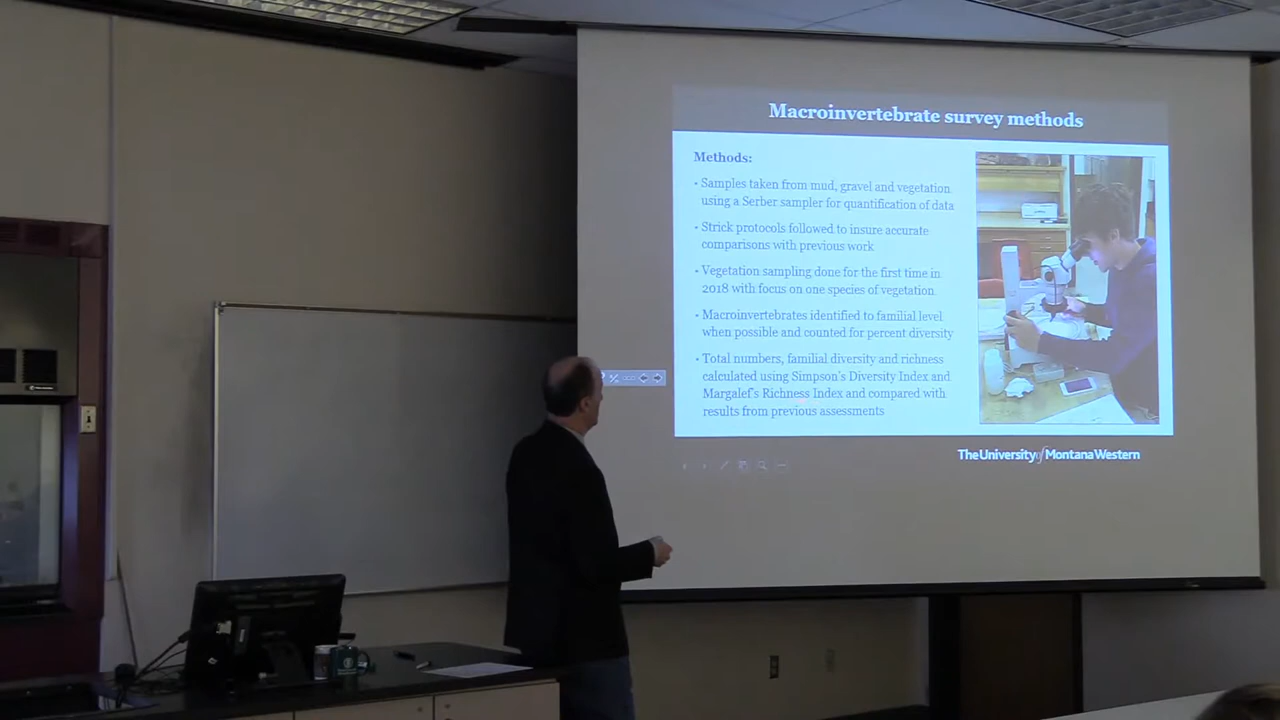 Macroinvertebrate survey methods
Methods:
• Samples taken from mud, gravel and vegetation
using a Serber sampler for quantification of data
• Strick protocols followed to insure accurate
comparisons with previous work
• Vegetation sampling done for the first time in
2018 with focus on one species of vegetation
• Macroinvertebrates identified to familial level
when possible and counted for percent diversity
• Total numbers, familial diversity and richness
calculated using Simpson's Diversity Index and
Margalef's Richness Index and compared with
results from previous assessments
The University of Montana Western